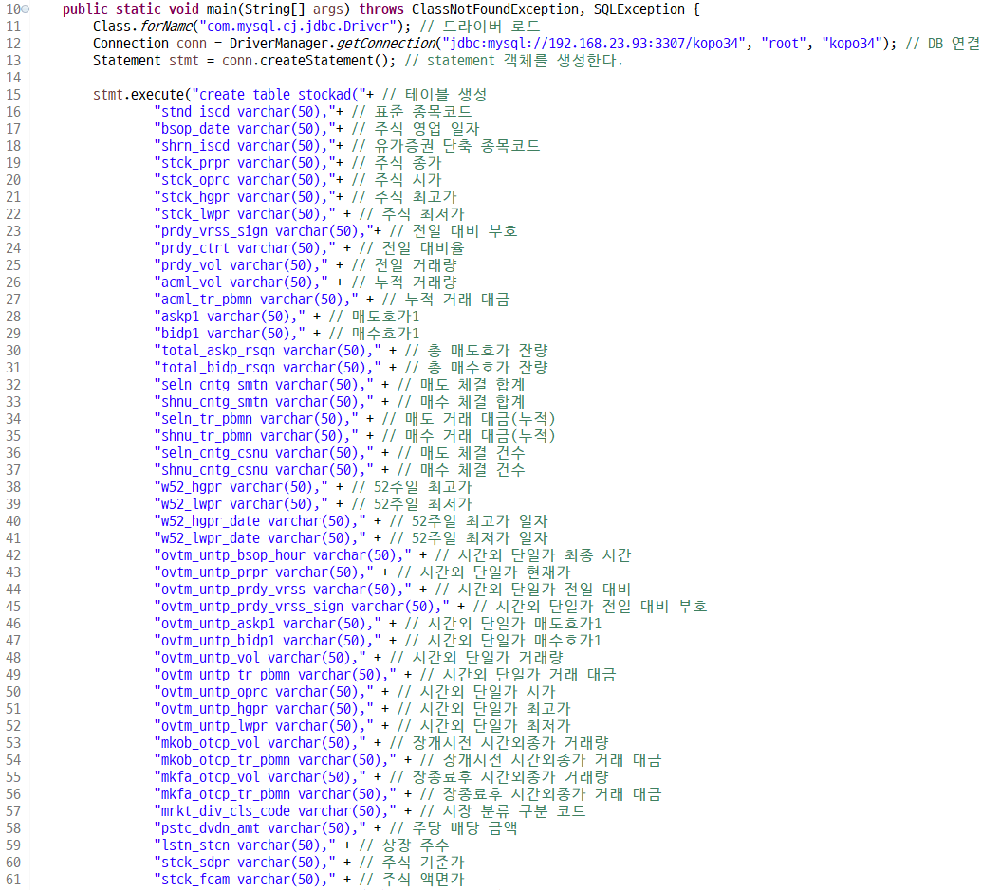 10 public static void main(String[] args) throws ClassNotFoundException, SQLException {
11 Class.forName("com.mysql.cj.jdbc.Driver"); // 드라이버 로드
12 Connection conn = DriverManager.getConnection("jdbc:mysql://192.168.23.93:3307/kopo34", "root", "kopo34"); // DB 연결
13 Statement stmt = conn.createStatement(); // statement 객체를 생성한다.
14
15 stmt.execute("create table stockad("+ // 테이블 생성
16 "stnd_iscd varchar(50),"+ // 표준 종목코드
17 "bsop_date varchar(50),"+ // 주식 영업 일자
18 "shrn_iscd varchar(50),"+ // 유가증권 단축 종목코드
19 "stck_prpr varchar(50),"+ // 주식 종가
20 "stck_oprc varchar(50),"+ // 주식 시가
21 "stck_hgpr varchar(50),"+ // 주식 최고가
22 "stck_lwpr varchar(50)," + // 주식 최저가
23 "prdy_vrss_sign varchar(50),"+ // 전일 대비 부호
24 "prdy_ctrt varchar(50)," + // 전일 대비율
25 "prdy_vol varchar(50)," + // 전일 거래량
26 "acml_vol varchar(50)," + // 누적 거래량
27 "acml_tr_pbmn varchar(50)," + // 누적 거래 대금
28 "askp1 varchar(50)," + // 매도호가1
29 "bidp1 varchar(50)," + // 매수호가1
30 "total_askp_rsqn varchar(50)," + // 총 매도호가 잔량
31 "total_bidp_rsqn varchar(50)," + // 총 매수호가 잔량
32 "seln_cntg_smtn varchar(50)," + // 매도 체결 합계
33 "shnu_cntg_smtn varchar(50)," + // 매수 체결 합계
34 "seln_tr_pbmn varchar(50)," + // 매도 거래 대금(누적)
35 "shnu_tr_pbmn varchar(50)," + // 매수 거래 대금(누적)
36 "seln_cntg_csnu varchar(50)," + // 매도 체결 건수
37 "shnu_cntg_csnu varchar(50)," + // 매수 체결 건수
38 "w52_hgpr varchar(50)," + // 52주일 최고가
39 "w52_lwpr varchar(50)," + // 52주일 최저가
40 "w52_hgpr_date varchar(50)," + // 52주일 최고가 일자
41 "w52_lwpr_date varchar(50)," + // 52주일 최저가 일자
42 "ovtm_untp_bsop_hour varchar(50)," + // 시간외 단일가 최종 시간
43 "ovtm_untp_prpr varchar(50)," + // 시간외 단일가 현재가
44 "ovtm_untp_prdy_vrss varchar(50)," + // 시간외 단일가 전일 대비
45 "ovtm_untp_prdy_vrss_sign varchar(50)," + // 시간외 단일가 전일 대비 부호
46 "ovtm_untp_askp1 varchar(50)," + // 시간외 단일가 매도호가1
47 "ovtm_untp_bidp1 varchar(50)," + // 시간외 단일가 매수호가1
48 "ovtm_untp_vol varchar(50)," + // 시간외 단일가 거래량
49 "ovtm_untp_tr_pbmn varchar(50)," + // 시간외 단일가 거래 대금
50 "ovtm_untp_oprc varchar(50)," + // 시간외 단일가 시가
51 "ovtm_untp_hgpr varchar(50)," + // 시간외 단일가 최고가
52 "ovtm_untp_lwpr varchar(50)," + // 시간외 단일가 최저가
53 "mkob_otcp_vol varchar(50)," + // 장개시전 시간외종가 거래량
54 "mkob_otcp_tr_pbmn varchar(50)," + // 장개시전 시간외종가 거래 대금
55 "mkfa_otcp_vol varchar(50)," + // 장종료후 시간외종가 거래량
56 "mkfa_otcp_tr_pbmn varchar(50)," + // 장종료후 시간외종가 거래 대금
57 "mrkt_div_cls_code varchar(50)," + // 시장 분류 구분 코드
58 "pstc_dvdn_amt varchar(50)," + // 주당 배당 금액
59 "lstn_stcn varchar(50)," + // 상장 주수
60 "stck_sdpr varchar(50)," + // 주식 기준가
61 "stck_fcam varchar(50)," + // 주식 액면가